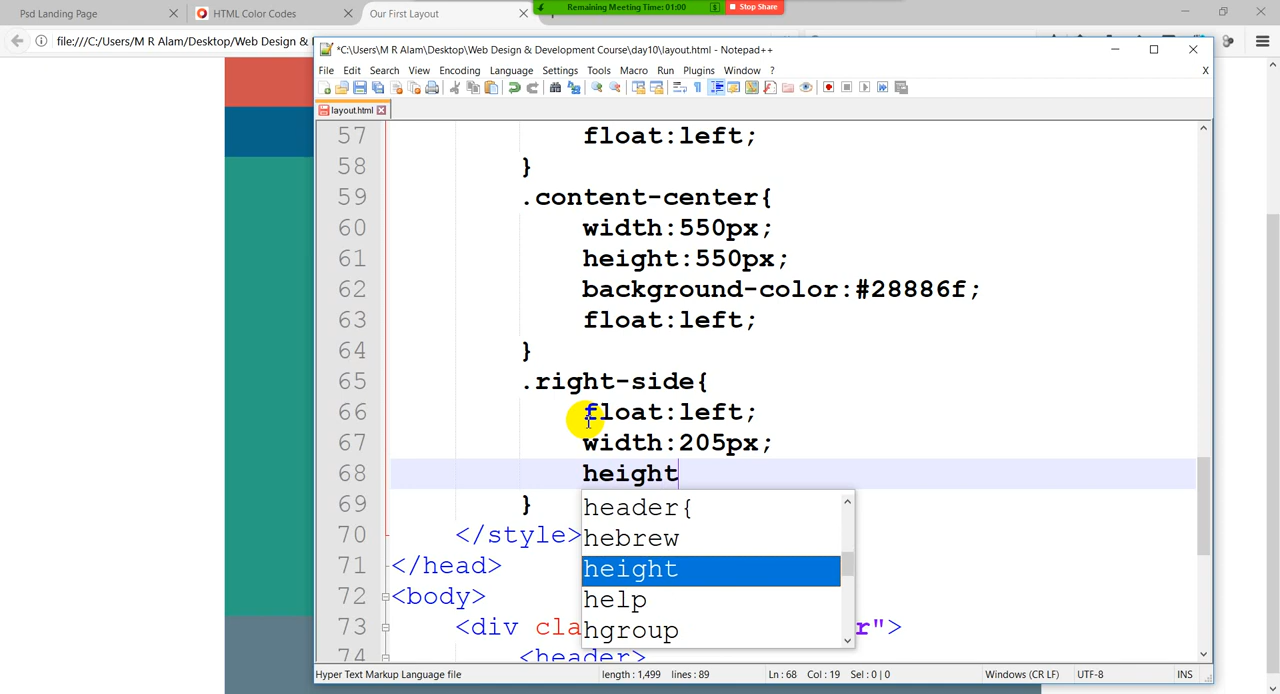 Psd Landing Page
HTML Color Codes
Our First Layout
Remaining Meeting Time: 01:00
Stop Share
file:///C:/Users/M R Alam/Desktop/Web Design &
*C:\Users\M R Alam\Desktop\Web Design & Development Course\day10\layout.html - Notepad++
File Edit Search View Encoding Language Settings Tools Macro Run Plugins Window ?
X
layout.html
57 float:left;
58 }
59 .content-center{
60 width:550px;
61 height:550px;
62 background-color:#28886f;
63 float:left;
64 }
65 .right-side{
66 float:left;
67 width:205px;
68 height
69 }
header{
hebrew
height
help
hgroup
70 </style>
71 </head>
72 <body>
73 <div cla r">
74 <header>
Hyper Text Markup Language file length : 1,499 lines : 89 Ln : 68 Col : 19 Sel : 0 | 0 Windows (CR LF) UTF-8 INS